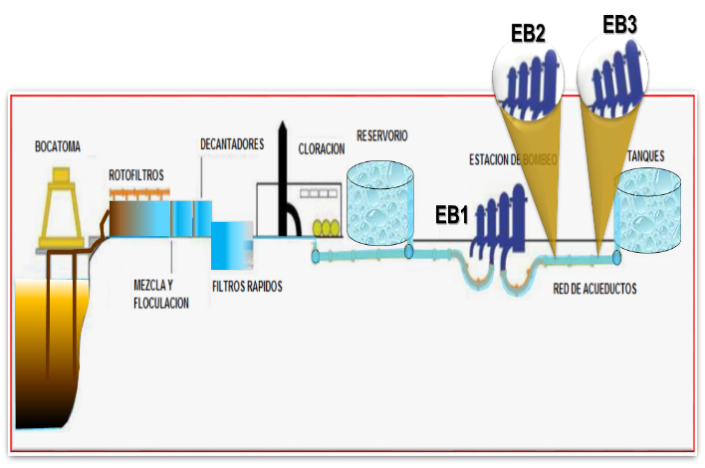 EB2
EB3
BOCATOMA
DECANTADORES
CLORACION
RESERVORIO
ESTACION DE BOMBEO
TANQUES
ROTOFILTROS
EB1
MEZCLA Y
FLOCULACION
FILTROS RAPIDOS
RED DE ACUEDUCTOS